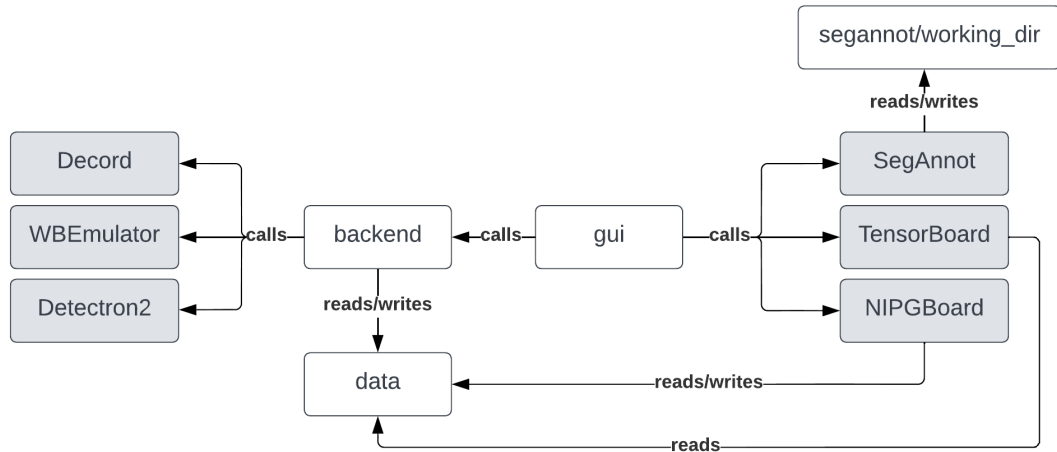 segannot/working_dir
reads/writes
Decord
SegAnnot
WBEmulator
calls
backend
calls
gui
calls
TensorBoard
Detectron2
reads/writes
NIPGBoard
data
reads/writes
reads